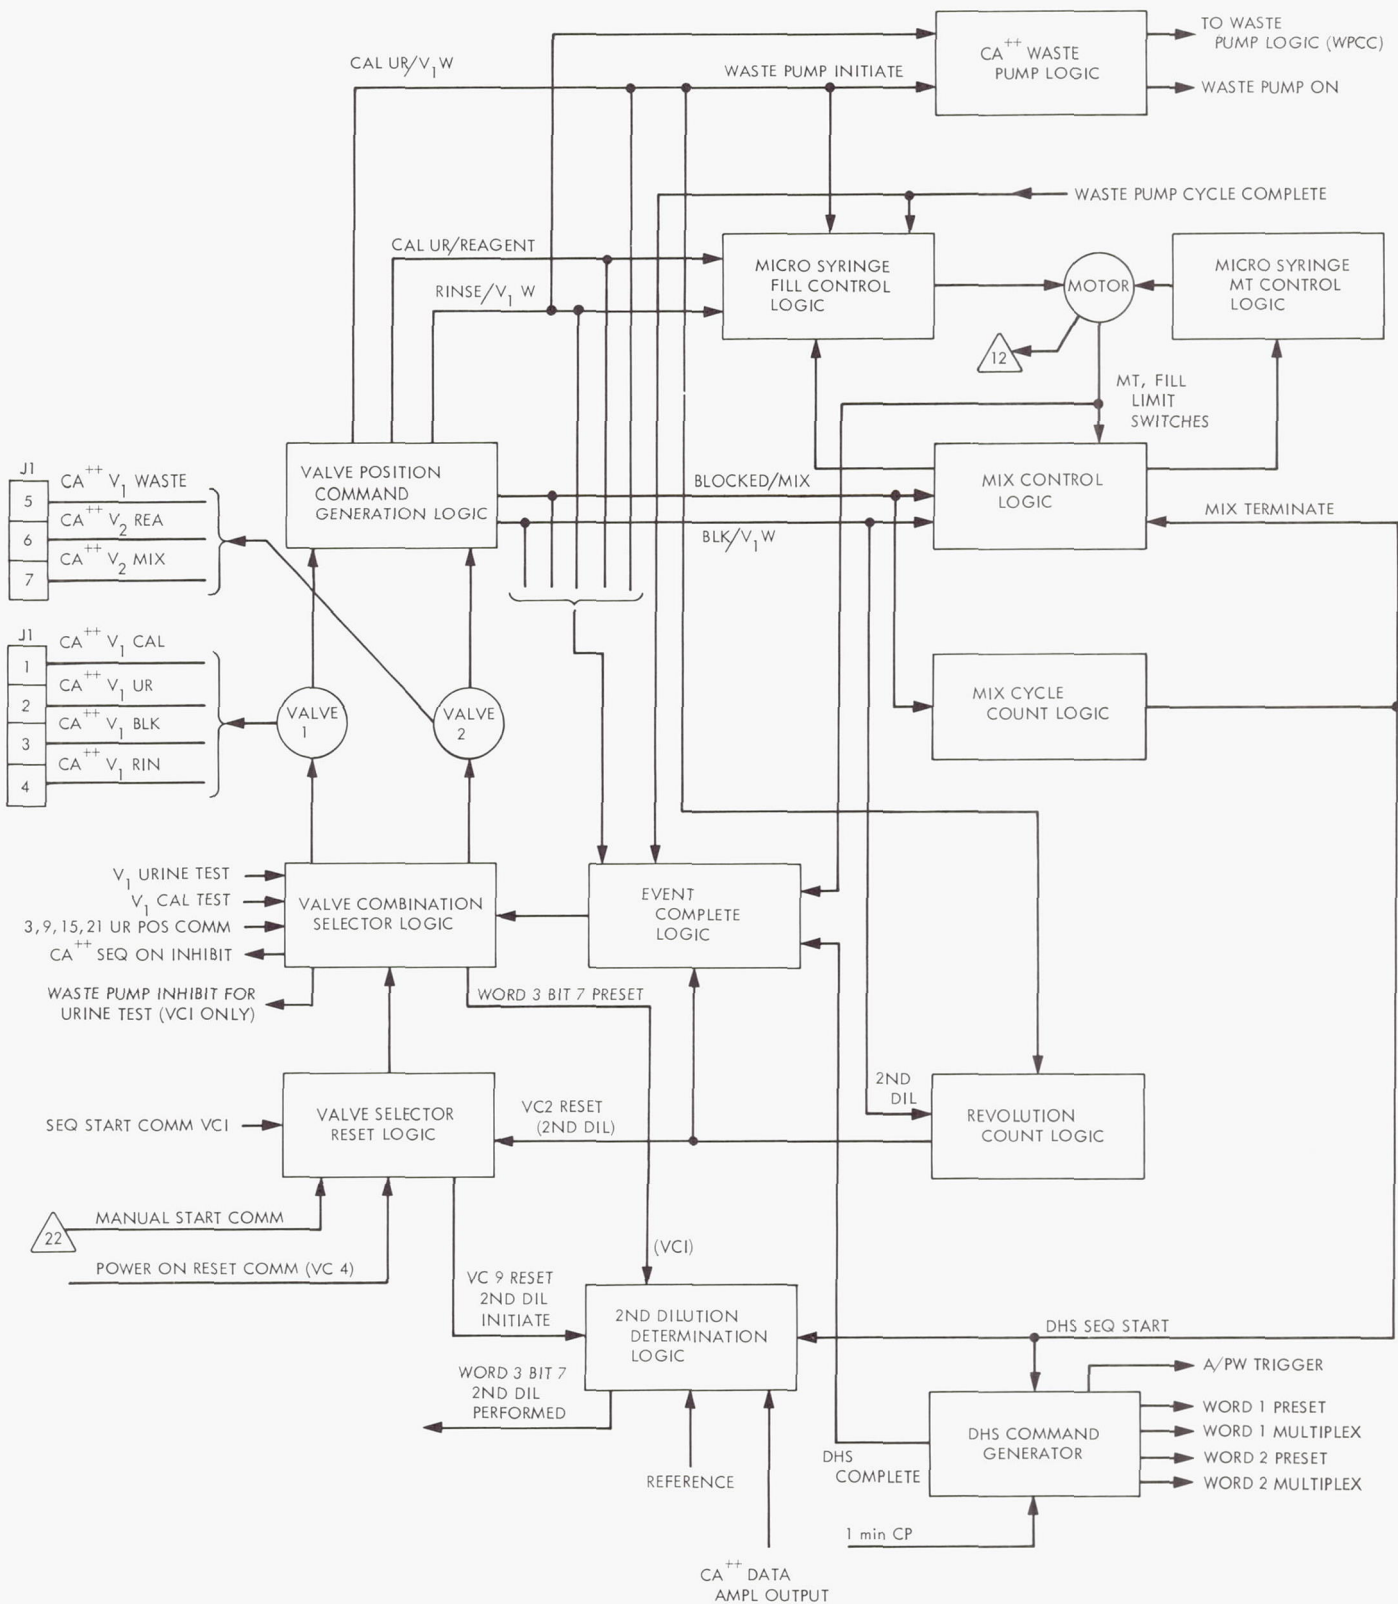 TO WASTE
PUMP LOGIC (WPCC)
CA++ WASTE
PUMP LOGIC
CAL UR/V1W
WASTE PUMP INITIATE
WASTE PUMP ON
WASTE PUMP CYCLE COMPLETE
CAL UR/REAGENT
RINSE/V1 W
MICRO SYRINGE
FILL CONTROL
LOGIC
MOTOR
MICRO SYRINGE
MT CONTROL
LOGIC
12
MT, FILL
LIMIT
SWITCHES
VALVE POSITION
COMMAND
GENERATION LOGIC
BLOCKED/MIX
BLK/V1W
MIX CONTROL
LOGIC
MIX TERMINATE
J1
5
CA++ V1 WASTE
6
CA++ V2 REA
7
CA++ V2 MIX
J1
1
CA++ V1 CAL
2
CA++ V1 UR
3
CA++ V1 BLK
4
CA++ V1 RIN
VALVE
1
VALVE
2
MIX CYCLE
COUNT LOGIC
V1 URINE TEST
V1 CAL TEST
3,9,15,21 UR POS COMM
CA++ SEQ ON INHIBIT
WASTE PUMP INHIBIT FOR
URINE TEST (VCI ONLY)
VALVE COMBINATION
SELECTOR LOGIC
EVENT
COMPLETE
LOGIC
WORD 3 BIT 7 PRESET
SEQ START COMM VCI
VALVE SELECTOR
RESET LOGIC
VC2 RESET
(2ND DIL)
2ND
DIL
REVOLUTION
COUNT LOGIC
22
MANUAL START COMM
POWER ON RESET COMM (VC 4)
(VCI)
VC 9 RESET
2ND DIL
INITIATE
2ND DILUTION
DETERMINATION
LOGIC
DHS SEQ START
WORD 3 BIT 7
2ND DIL
PERFORMED
A/PW TRIGGER
DHS COMMAND
GENERATOR
WORD 1 PRESET
WORD 1 MULTIPLEX
WORD 2 PRESET
WORD 2 MULTIPLEX
DHS
COMPLETE
REFERENCE
1 min CP
CA++ DATA
AMPL OUTPUT